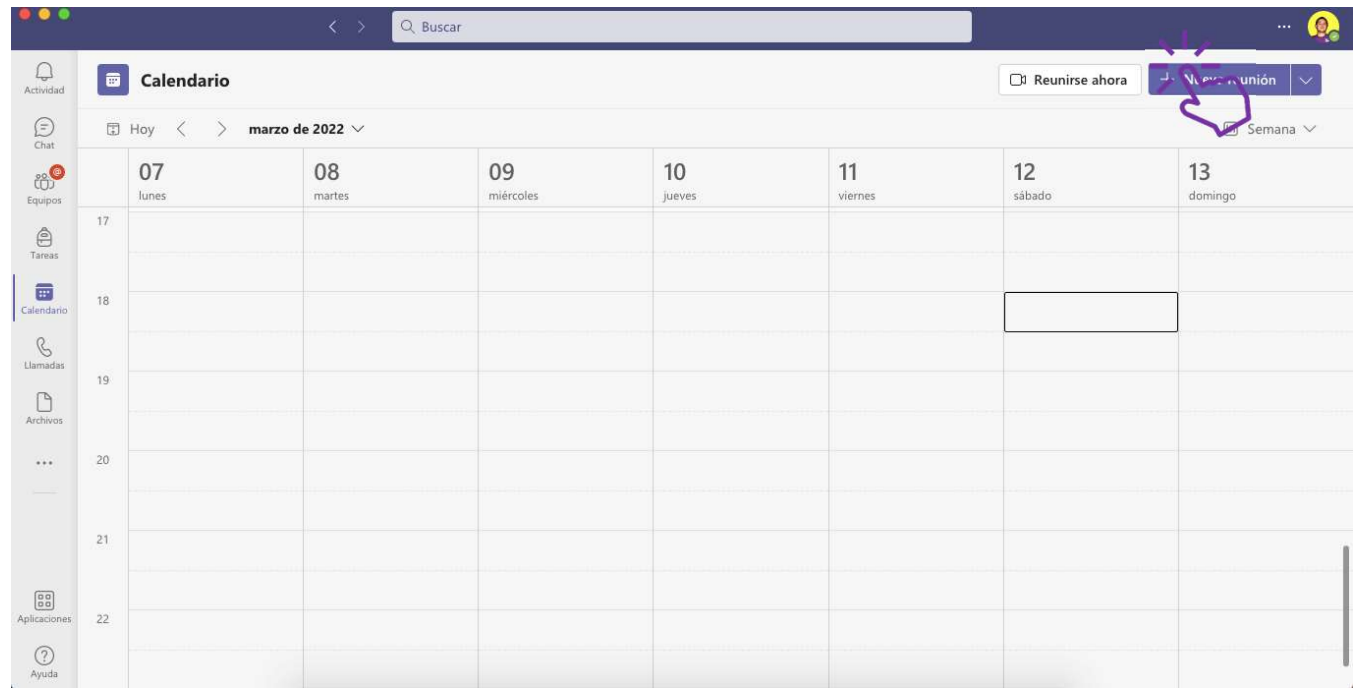 Buscar
Actividad
Calendario
Reunirse ahora
Nueva reunión
Chat
Hoy
marzo de 2022
Semana
Equipos
07
08
09
10
11
12
13
lunes
martes
miércoles
jueves
viernes
sábado
domingo
17
Tareas
18
Calendario
Llamadas
19
Archivos
20
21
Aplicaciones
22
Ayuda